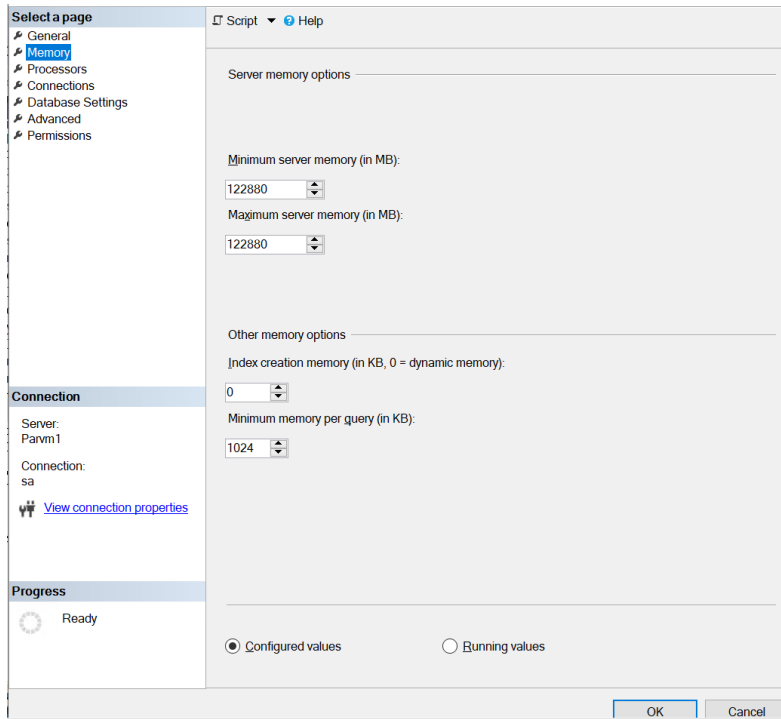 Select a page
General
Memory
Processors
Connections
Database Settings
Advanced
Permissions
Connection
Server:
Parvm1
Connection:
sa
View connection properties
Progress
Ready
Script Help
Server memory options
Minimum server memory (in MB):
122880
Maximum server memory (in MB):
122880
Other memory options
Index creation memory (in KB, 0 = dynamic memory):
0
Minimum memory per query (in KB):
1024
Configured values Running values
OK Cancel